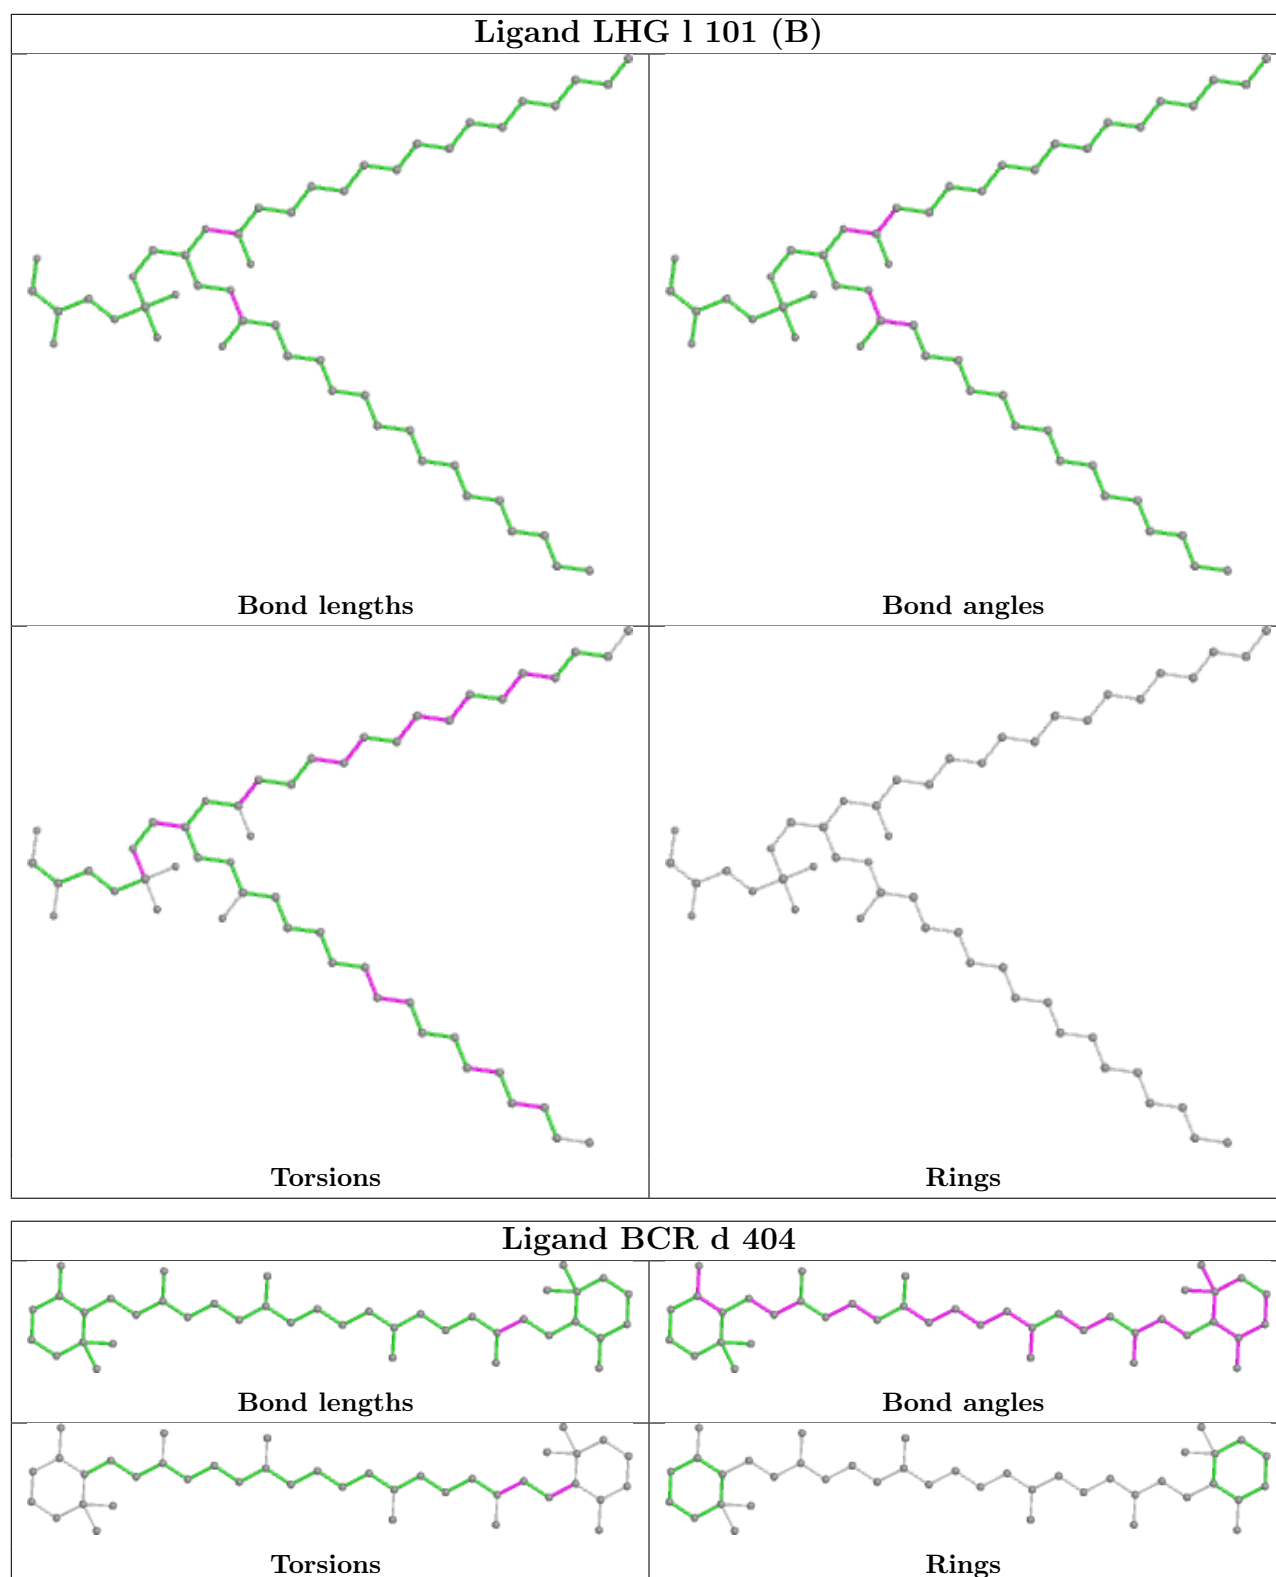 Ligand LHG l 101 (B)
Bond lengths
Bond angles
Torsions
Rings
Ligand BCR d 404
Bond lengths
Bond angles
Torsions
Rings